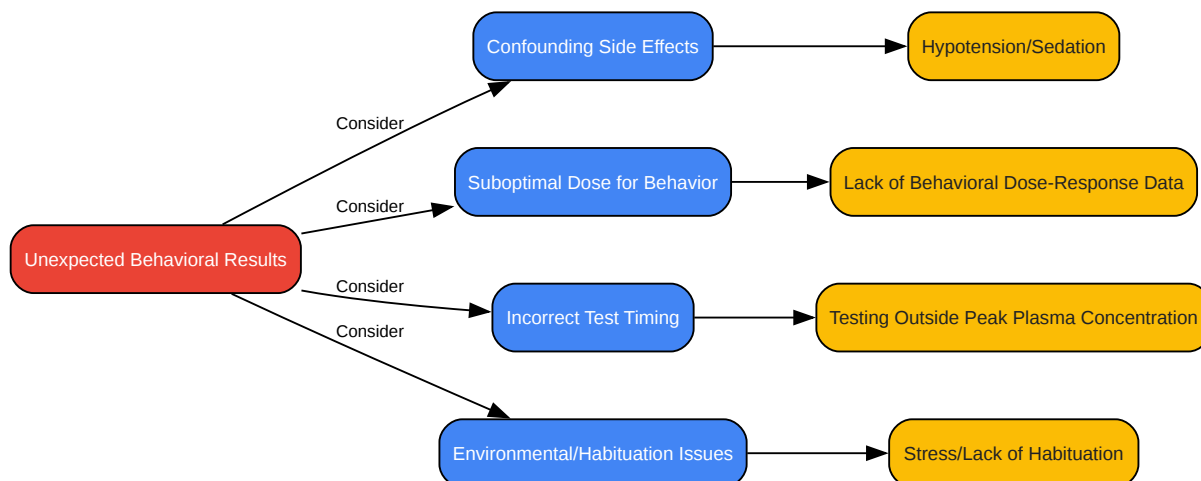 Confounding Side Effects
Hypotension/Sedation
Consider
Suboptimal Dose for Behavior
Lack of Behavioral Dose-Response Data
Consider
Unexpected Behavioral Results
Consider
Incorrect Test Timing
Testing Outside Peak Plasma Concentration
Consider
Environmental/Habituation Issues
Stress/Lack of Habituation